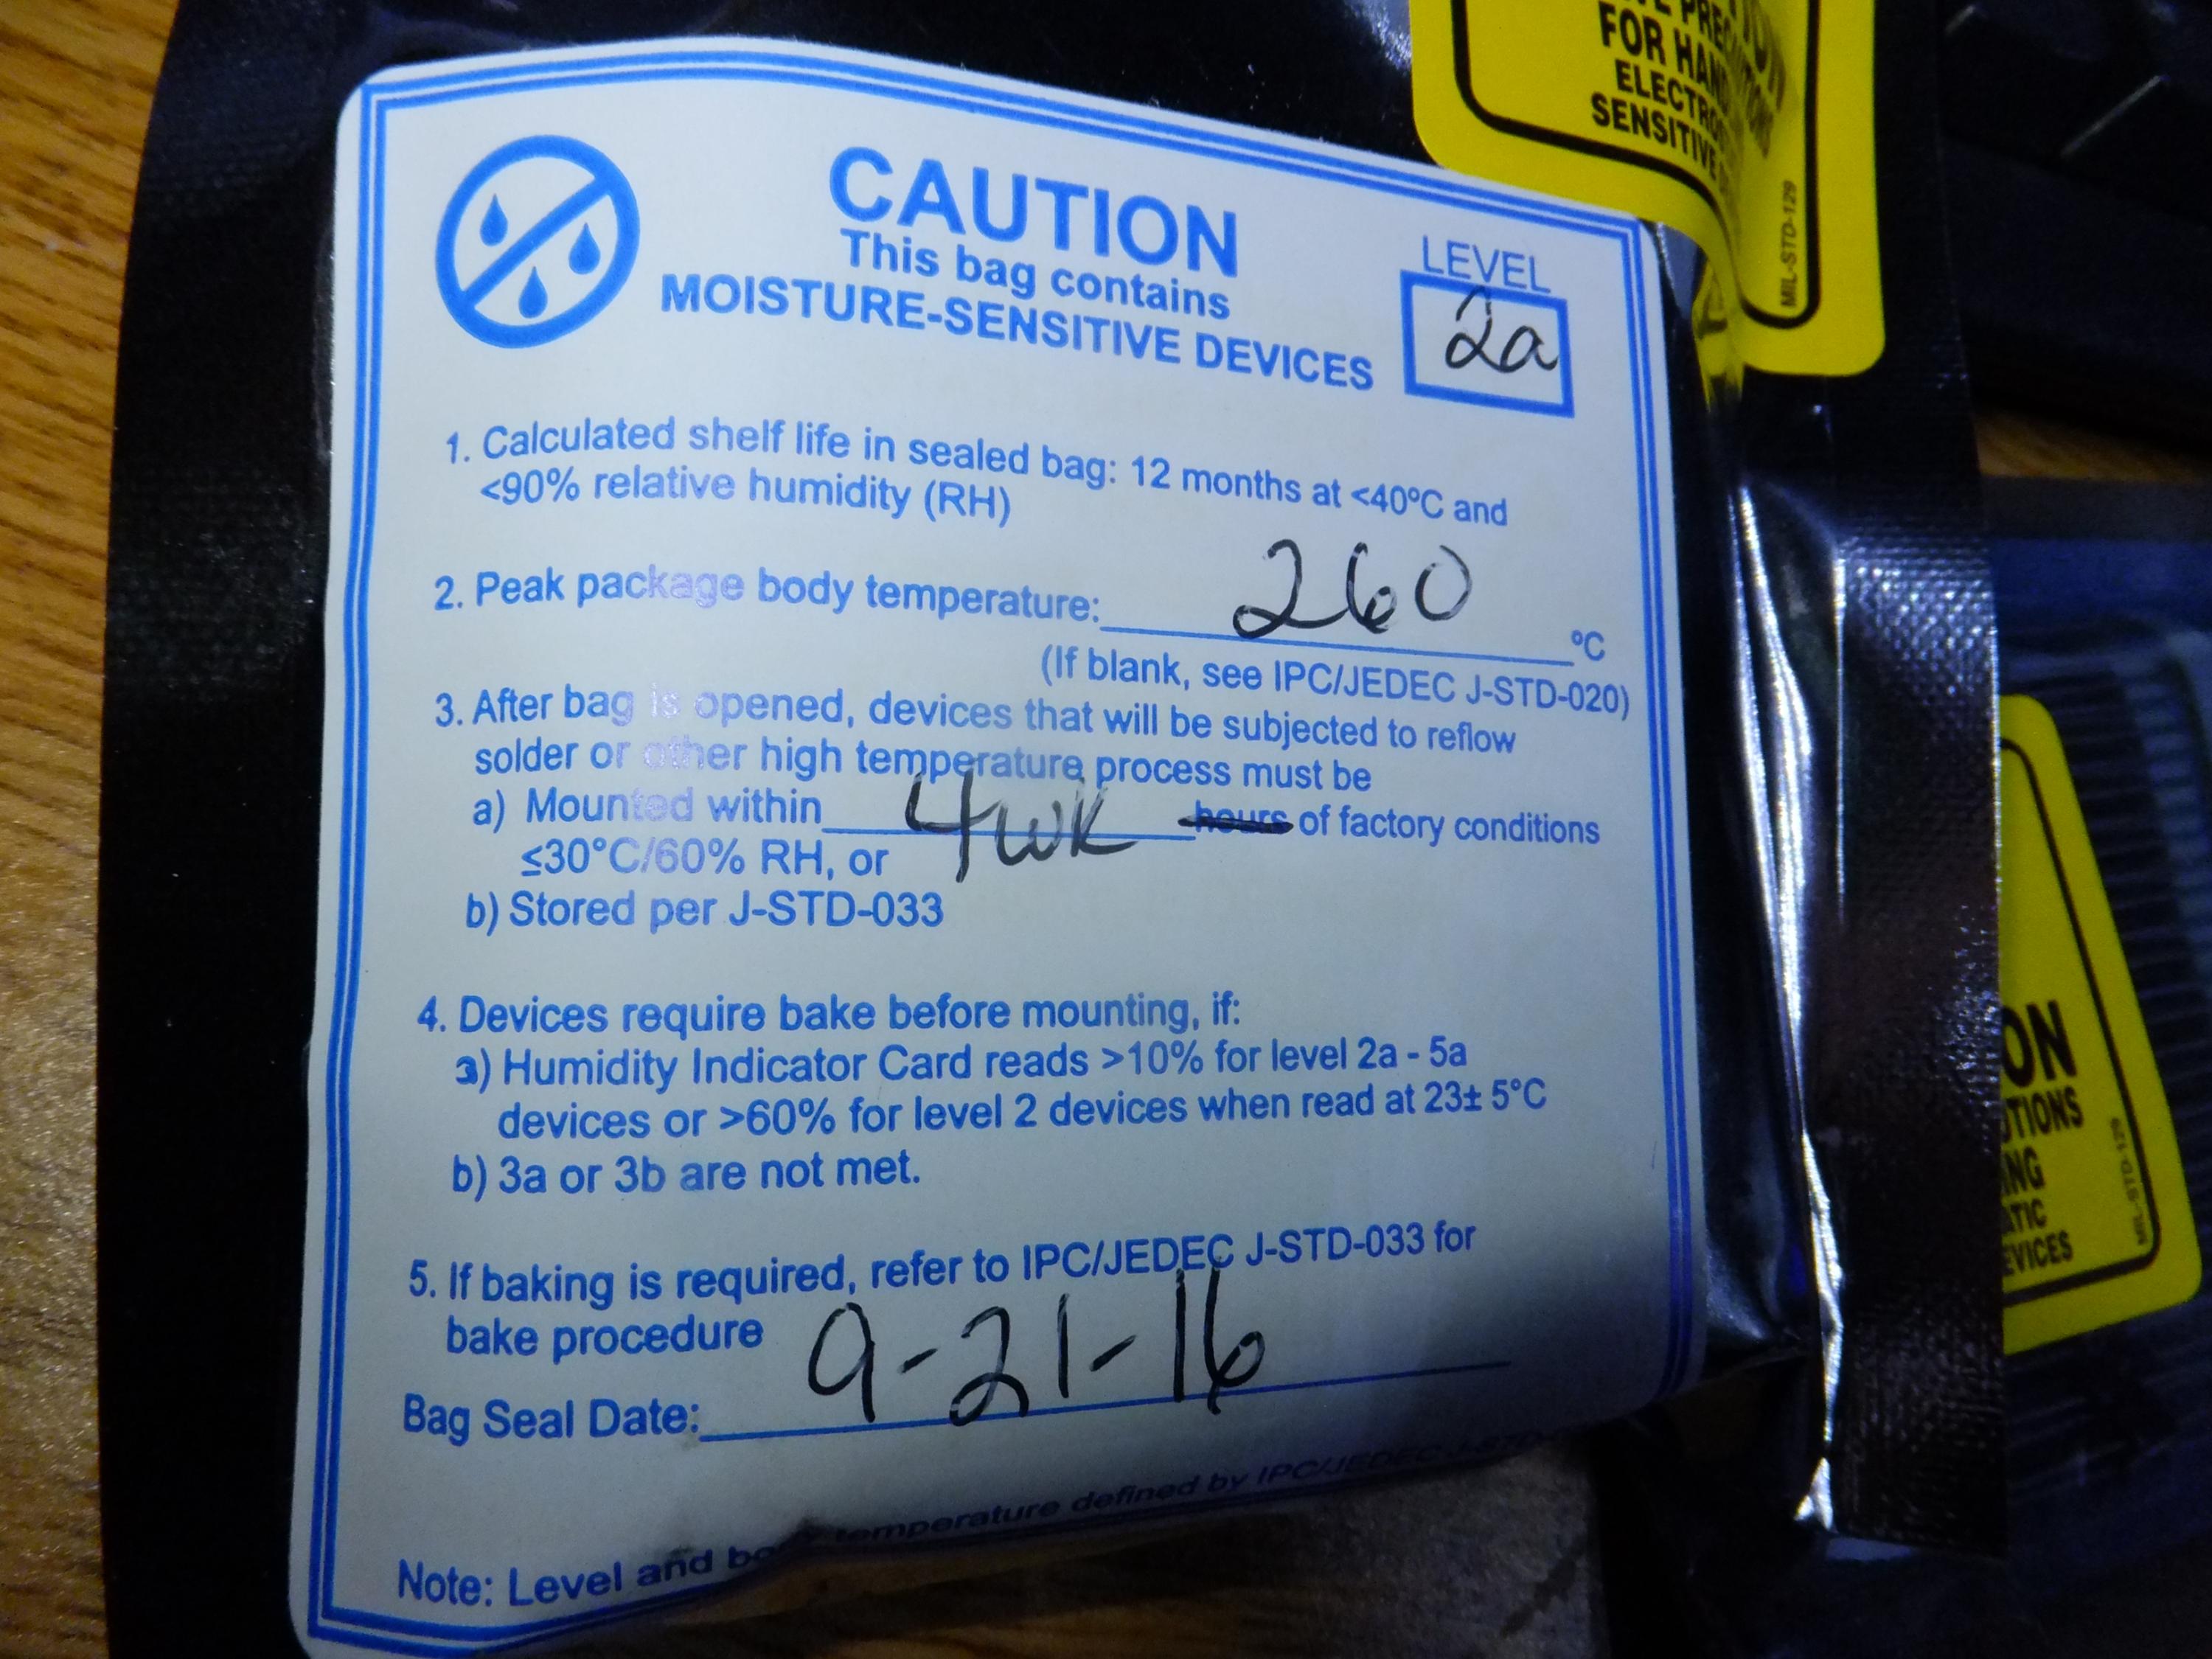 CAUTION
This bag contains
MOISTURE-SENSITIVE DEVICES
LEVEL
2a
1. Calculated shelf life in sealed bag: 12 months at <40°C and
<90% relative humidity (RH)
2. Peak package body temperature: 260 °C
(If blank, see IPC/JEDEC J-STD-020)
3. After bag is opened, devices that will be subjected to reflow
solder or other high temperature process must be
a) Mounted within 4wk hours of factory conditions
≤30°C/60% RH, or
b) Stored per J-STD-033
4. Devices require bake before mounting, if:
a) Humidity Indicator Card reads >10% for level 2a - 5a
devices or >60% for level 2 devices when read at 23± 5°C
b) 3a or 3b are not met.
5. If baking is required, refer to IPC/JEDEC J-STD-033 for
bake procedure
Bag Seal Date: 9-21-16
Note: Level and body temperature defined by IPC/JEDEC
FOR
SENSITIVE
MIL-STD-129
ON
MIL-STD-129